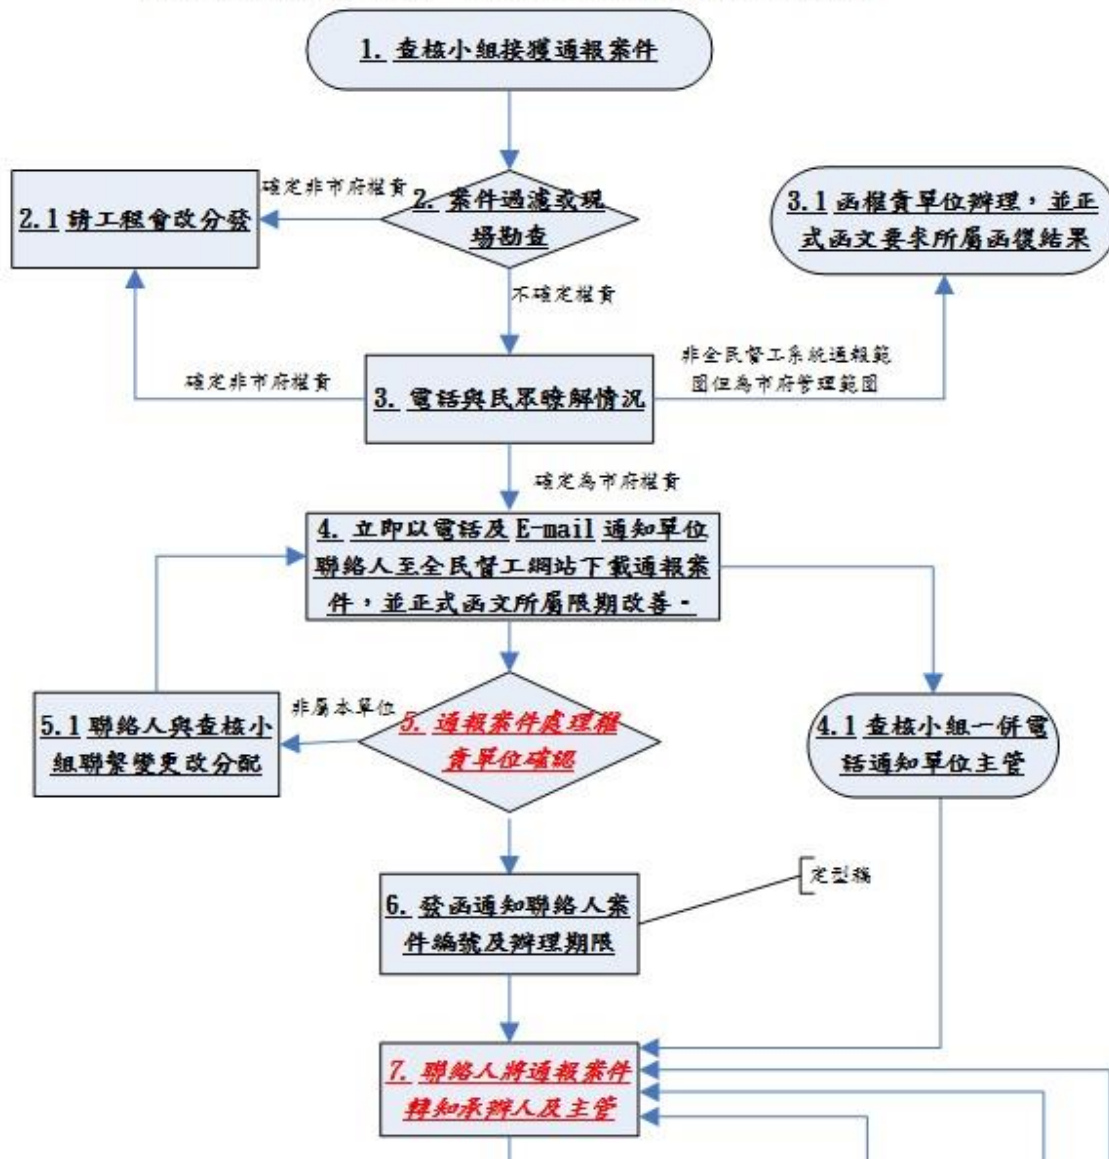 1. 查核小組接獲通報案件
確定非市府權責
2.1 請工程會改分發
2. 案件過濾或現
場勘查
3.1 函權責單位辦理，並正
式函文要求所屬函復結果
不確定權責
確定非市府權責
3. 電話與民眾瞭解情況
非全民督工系統通報範
圍但為市府管理範圍
確定為市府權責
4. 立即以電話及 E-mail 通知單位
聯絡人至全民督工網站下載通報案
件，並正式函文所屬限期改善。
5.1 聯絡人與查核小
組聯繫變更改分配
非屬本單位
5. 通報案件處理權
責單位確認
4.1 查核小組一併電
話通知單位主管
6. 發函通知聯絡人案
件編號及辦理期限
定型稿
7. 聯絡人將通報案件
轉知承辦人及主管